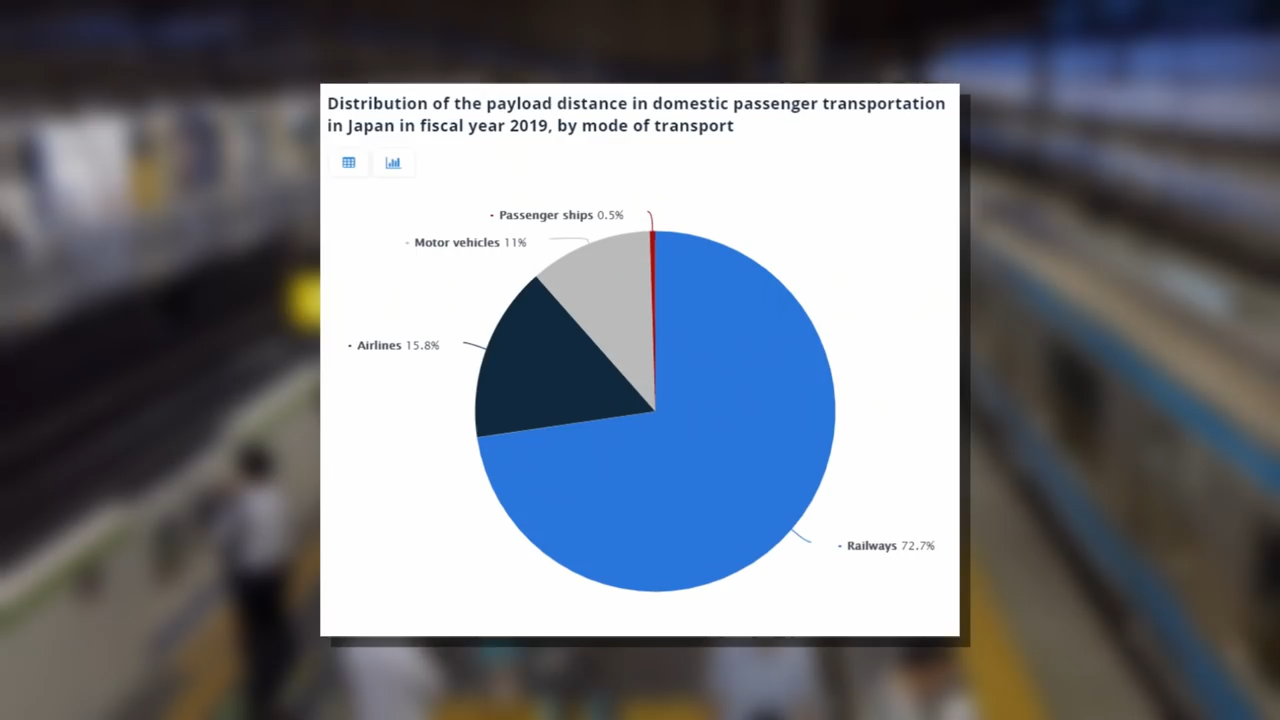 Distribution of the payload distance in domestic passenger transportation
in Japan in fiscal year 2019, by mode of transport
Passenger ships 0.5%
Motor vehicles 11%
Airlines 15.8%
Railways 72.7%